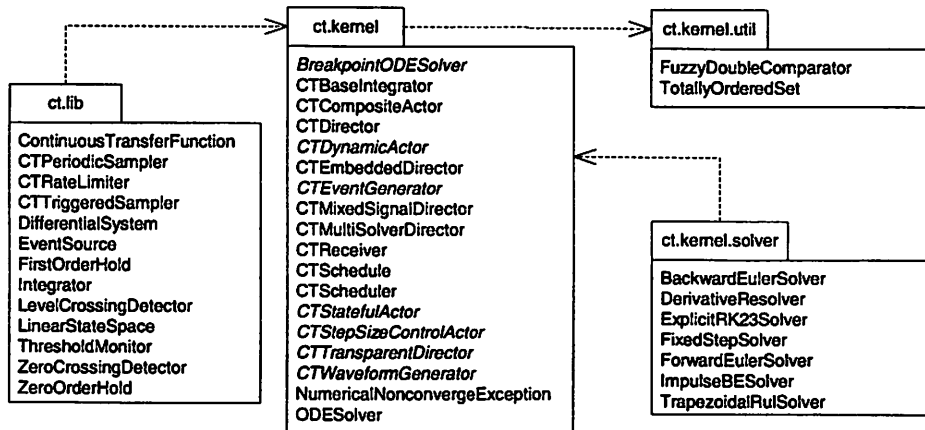 ct.lib
ContinuousTransferFunction
CTPeriodicSampler
CTRateLimiter
CTTriggeredSampler
DifferentialSystem
EventSource
FirstOrderHold
Integrator
LevelCrossingDetector
LinearStateSpace
ThresholdMonitor
ZeroCrossingDetector
ZeroOrderHold
ct.kernel
BreakpointODESolver
CTBaseIntegrator
CTCompositeActor
CTDirector
CTDynamicActor
CTEmbeddedDirector
CTEventGenerator
CTMixedSignalDirector
CTMultiSolverDirector
CTReceiver
CTSchedule
CTScheduler
CTStatefulActor
CTStepSizeControlActor
CTTransparentDirector
CTWaveformGenerator
NumericalNonconvergeException
ODESolver
ct.kernel.util
FuzzyDoubleComparator
TotallyOrderedSet
ct.kernel.solver
BackwardEulerSolver
DerivativeResolver
ExplicitRK23Solver
FixedStepSolver
ForwardEulerSolver
ImpulseBESolver
TrapezoidalRulSolver